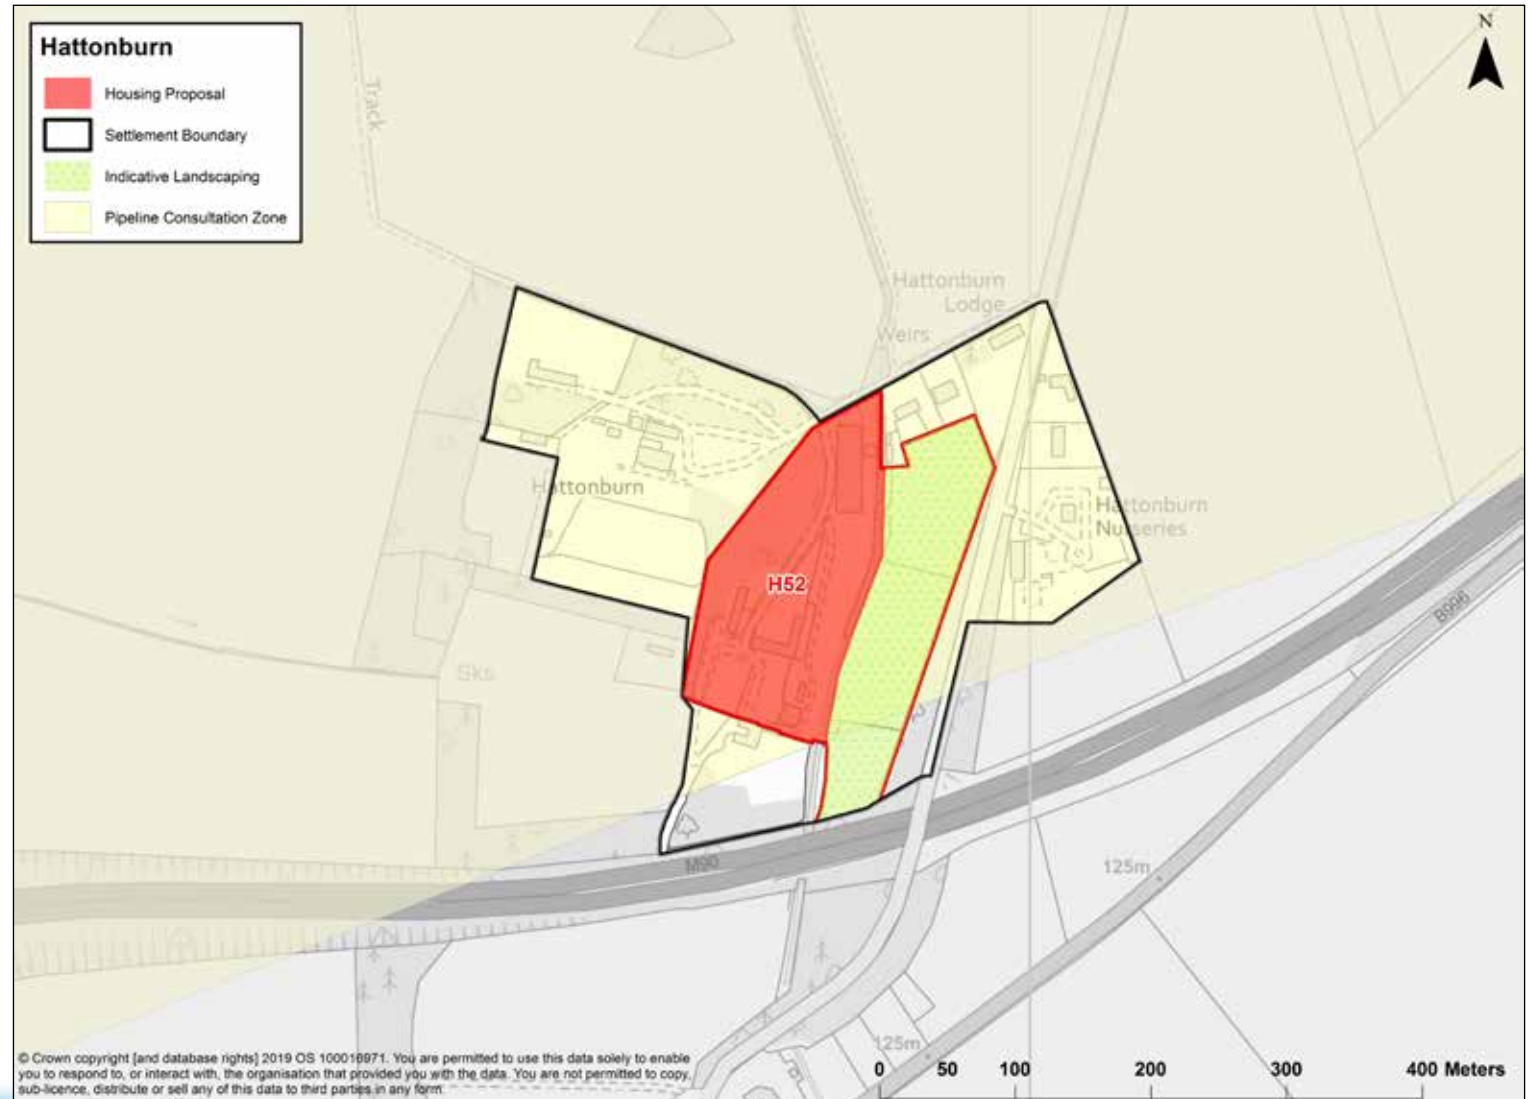 Hattonburn
Housing Proposal
Settlement Boundary
Indicative Landscaping
Pipeline Consultation Zone
N
Track
Hattonburn
Lodge
Weirs
Hattonburn
Hattonburn
Nurseries
H52
Sks
B996
M90
125m
125m
© Crown copyright [and database rights] 2019 OS 100016971. You are permitted to use this data solely to enable
you to respond to, or interact with, the organisation that provided you with the data. You are not permitted to copy,
sub-licence, distribute or sell any of this data to third parties in any form.
0 50 100 200 300 400 Meters